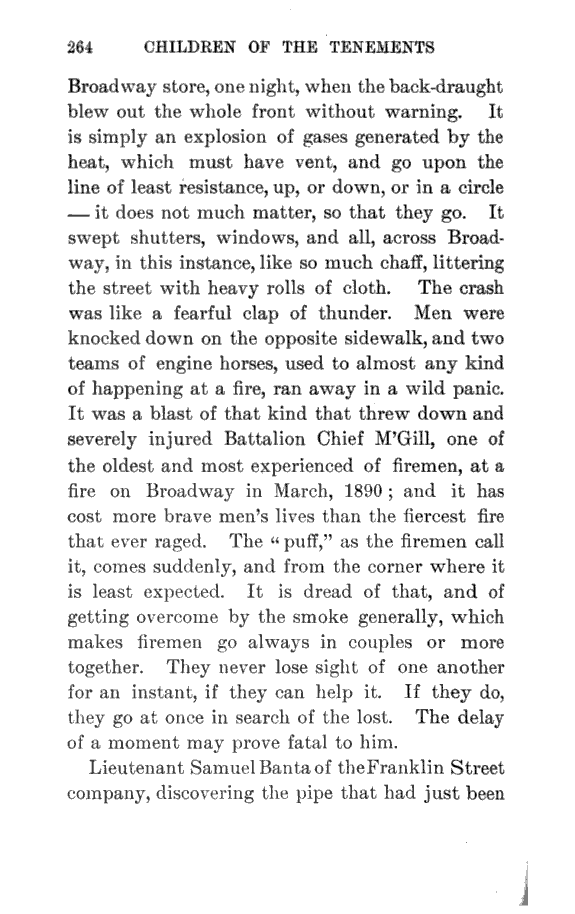 264 CHILDREN OF THE TENEMENTS
Broadway store, one night, when the back-draught
blew out the whole front without warning. It
is simply an explosion of gases generated by the
heat, which must have vent, and go upon the
line of least resistance, up, or down, or in a circle
— it does not much matter, so that they go. It
swept shutters, windows, and all, across Broad-
way, in this instance, like so much chaff, littering
the street with heavy rolls of cloth. The crash
was like a fearful clap of thunder. Men were
knocked down on the opposite sidewalk, and two
teams of engine horses, used to almost any kind
of happening at a fire, ran away in a wild panic.
It was a blast of that kind that threw down and
severely injured Battalion Chief M'Gill, one of
the oldest and most experienced of firemen, at a
fire on Broadway in March, 1890; and it has
cost more brave men's lives than the fiercest fire
that ever raged. The "puff," as the firemen call
it, comes suddenly, and from the corner where it
is least expected. It is dread of that, and of
getting overcome by the smoke generally, which
makes firemen go always in couples or more
together. They never lose sight of one another
for an instant, if they can help it. If they do,
they go at once in search of the lost. The delay
of a moment may prove fatal to him.
Lieutenant Samuel Banta of the Franklin Street
company, discovering the pipe that had just been